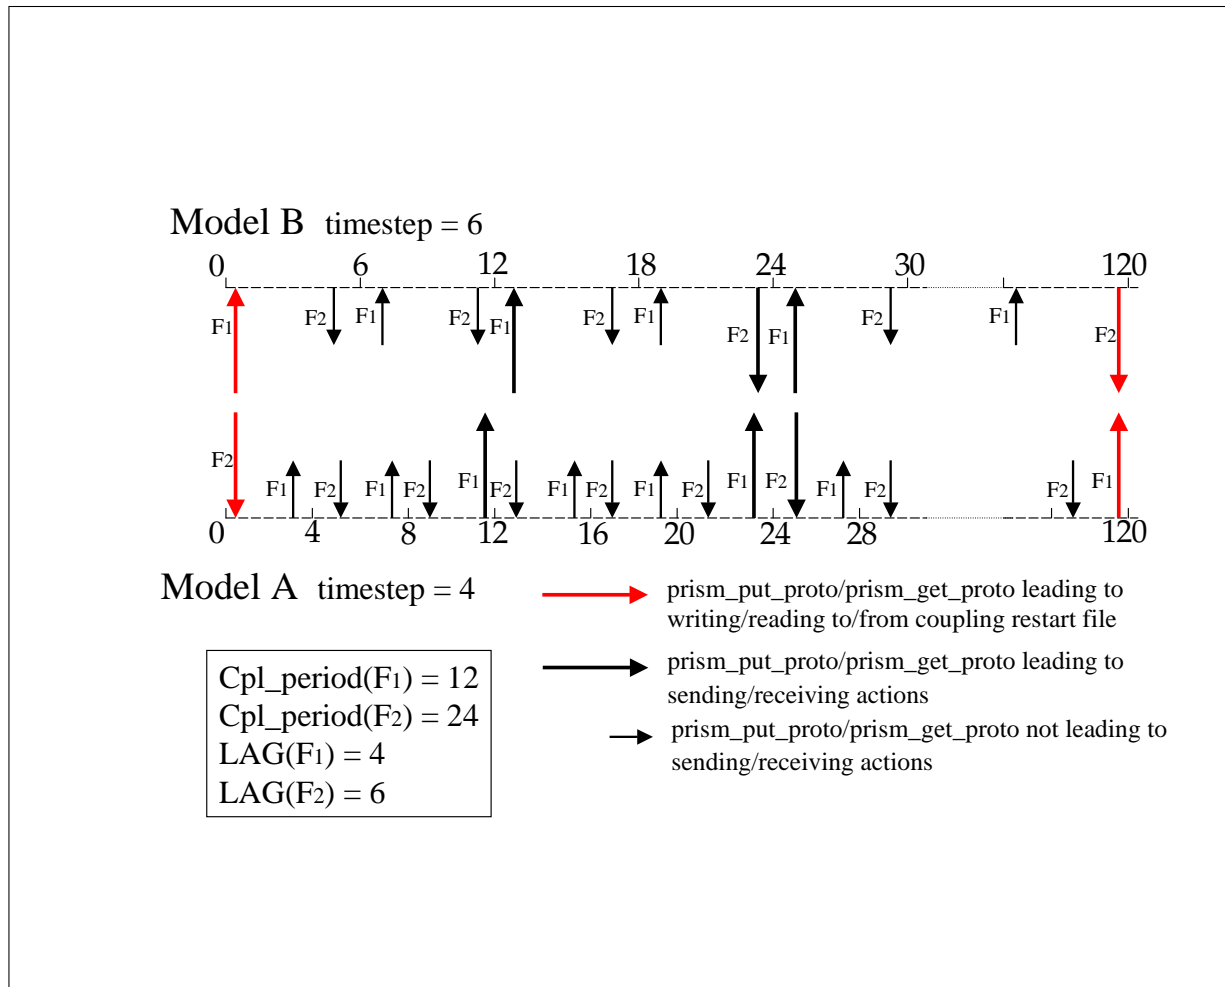 Model B timestep = 6
0 6 12 18 24 30 120
F1 F2 F1 F2 F1 F2 F1 F2 F1 F2 F1 F2
F2 F1 F2 F1 F2 F1 F2 F1 F2 F1 F2 F1 F2 F1 F2 F2 F1
0 4 8 12 16 20 24 28 120
Model A timestep = 4
prism_put_proto/prism_get_proto leading to
writing/reading to/from coupling restart file
prism_put_proto/prism_get_proto leading to
sending/receiving actions
prism_put_proto/prism_get_proto not leading to
sending/receiving actions
Cpl_period(F1) = 12
Cpl_period(F2) = 24
LAG(F1) = 4
LAG(F2) = 6